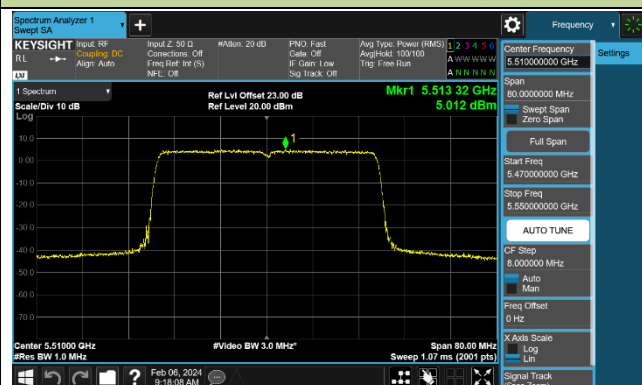 Spectrum Analyzer 1
Swept SA
+
Frequency
KEYSIGHT
RL
LXI
Input: RF
Coupling: DC
Align: Auto
Input Z: 50 Ω
Corrections: Off
Freq Ref: Int (S)
NFE: Off
#Atten: 20 dB
PNO: Fast
Gate: Off
IF Gain: Low
Sig Track: Off
Avg Type: Power (RMS)
Avg|Hold: 100/100
Trig: Free Run
1 2 3 4 5 6
A W W W W W
A N N N N N
Settings
Center Frequency
5.510000000 GHz
Span
80.0000000 MHz
Swept Span
Zero Span
Full Span
Start Freq
5.470000000 GHz
Stop Freq
5.550000000 GHz
AUTO TUNE
CF Step
8.000000 MHz
Auto
Man
Freq Offset
0 Hz
X Axis Scale
Log
Lin
Signal Track
(Span Zoom)
1 Spectrum
Scale/Div 10 dB
Log
Ref Lvl Offset 23.00 dB
Ref Level 20.00 dBm
Mkr1 5.513 32 GHz
5.012 dBm
1
10.0
0.00
-10.0
-20.0
-30.0
-40.0
-50.0
-60.0
-70.0
Center 5.51000 GHz
#Res BW 1.0 MHz
#Video BW 3.0 MHz*
Span 80.00 MHz
Sweep 1.07 ms (2001 pts)
?
Feb 06, 2024
9:18:08 AM